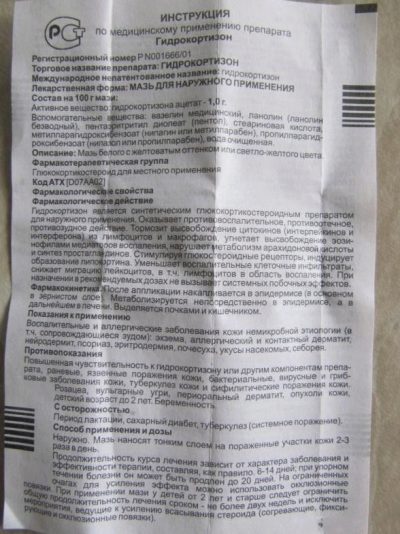 РСТ
ИНСТРУКЦИЯ
по медицинскому применению препарата
Гидрокортизон
Регистрационный номер Р N001666/01
Торговое название препарата: ГИДРОКОРТИЗОН
Международное непатентованное название: гидрокортизон
Лекарственная форма: МАЗЬ ДЛЯ НАРУЖНОГО ПРИМЕНЕНИЯ
Состав на 100 г мази:
Активное вещество: гидрокортизона ацетат - 1,0 г.
Вспомогательные вещества: вазелин медицинский, ланолин (ланолин
безводный), пентаэритритил диолеат (пентол), стеариновая кислота,
метилпарагидроксибензоат (нипагин или метилпарабен), пропилпарагид-
роксибензоат (нипазол или пропилпарабен), вода очищенная.
Описание: Мазь белого с желтоватым оттенком или светло-желтого цвета.
Фармакотерапевтическая группа
Глюкокортикостероид для местного применения
Код АТХ [D07AA02]
Фармакологические свойства
Фармакологическое действие
Гидрокортизон является синтетическим глюкокортикостероидным препаратом
для наружного применения. Оказывает противовоспалительное, противоотечное,
противозудное действие. Тормозит высвобождение цитокинов (интерлейкинов и
интерферона) из лимфоцитов и макрофагов, угнетает высвобождение эози-
нофилами медиаторов воспаления, нарушает метаболизм арахидоновой кислоты
и синтез простагландинов. Стимулируя глюкостероидные рецепторы, индуцирует
образование липокортина. Уменьшает воспалительные клеточные инфильтраты,
снижает миграцию лейкоцитов, в т.ч. лимфоцитов в область воспаления. При
назначении в рекомендуемых дозах не вызывает системных побочных эффектов.
Фармакокинетика. После аппликации накапливается в эпидермисе (в основном
в зернистом слое). Метаболизируется непосредственно в эпидермисе, а в
дальнейшем в печени. Выделяется почками и кишечником.
Показания к применению
Воспалительные и аллергические заболевания кожи немикробной этиологии (в
т.ч. сопровождающиеся зудом): экзема, аллергический и контактный дерматит,
нейродермит, псориаз, эритродермия, почесуха, укусы насекомых, себорея.
Противопоказания
Повышенная чувствительность к гидрокортизону или другим компонентам препа-
рата, раневые, язвенные поражения кожи, бактериальные, вирусные и гриб-
ковые заболевания кожи, туберкулез кожи и сифилитические поражения кожи.
Розацеа, вульгарные угри, периоральный дерматит, опухоли кожи,
детский возраст до 2 лет. Беременность.
С осторожностью
Период лактации, сахарный диабет, туберкулез (системное поражение).
Способ применения и дозы
Наружно. Мазь наносят тонким слоем на пораженные участки кожи 2-3
раза в день.
Продолжительность курса лечения зависит от характера заболевания и
эффективности терапии, составляя, как правило, 6-14 дней; при упорном
течении болезни он может быть продлен до 20 дней. На ограниченных
очагах для усиления эффекта можно использовать окклюзионные
повязки. При применении мази у детей от 2 лет и старше следует ограничить
общую продолжительность лечения сроком - не более двух недель и исключить
мероприятия, ведущие к усилению всасывания стероида (согревающие, фикси-
рующие и окклюзионные повязки).